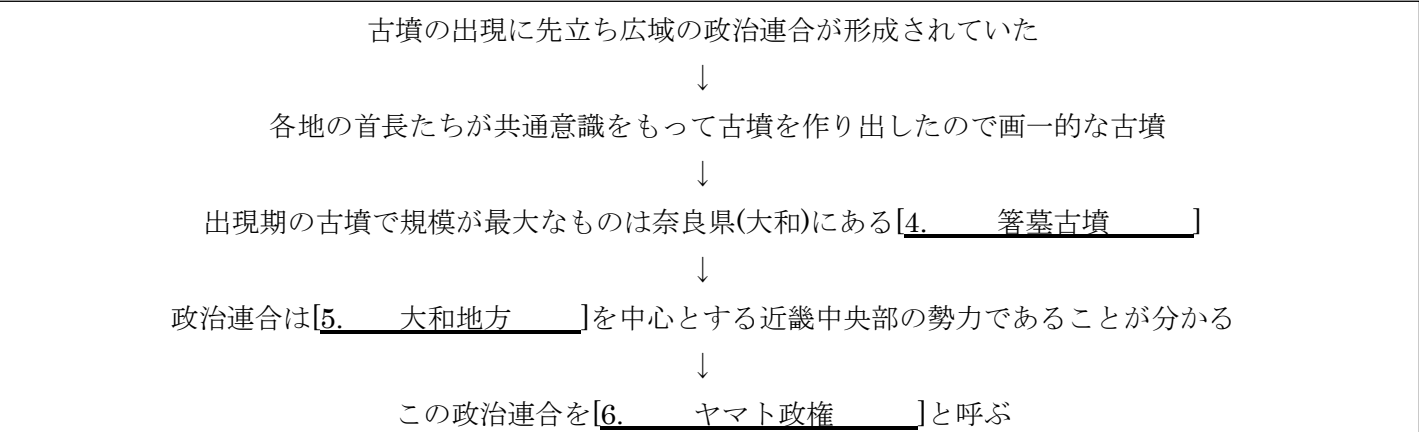 古墳の出現に先立ち広域の政治連合が形成されていた
↓
各地の首長たちが共通意識をもって古墳を作り出したので画一的な古墳
↓
出現期の古墳で規模が最大なものは奈良県(大和)にある[4. 箸墓古墳 ]
↓
政治連合は[5. 大和地方 ]を中心とする近畿中央部の勢力であることが分かる
↓
この政治連合を[6. ヤマト政権 ]と呼ぶ